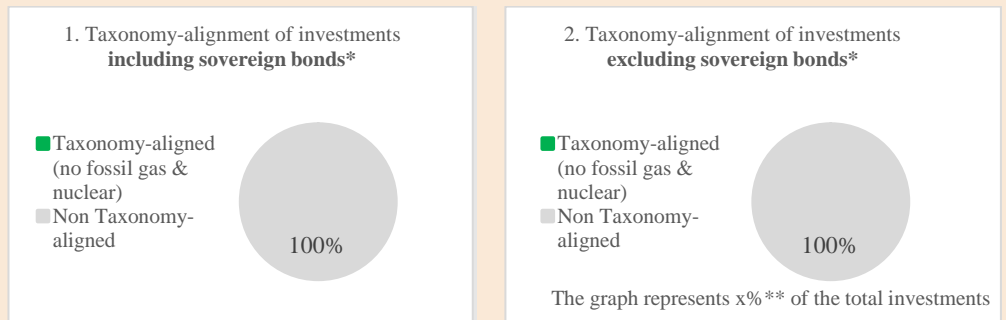 1. Taxonomy-alignment of investments
including sovereign bonds*
Taxonomy-aligned
(no fossil gas &
nuclear)
Non Taxonomy-
aligned
100%
2. Taxonomy-alignment of investments
excluding sovereign bonds*
Taxonomy-aligned
(no fossil gas &
nuclear)
Non Taxonomy-
aligned
100%
The graph represents x%** of the total investments